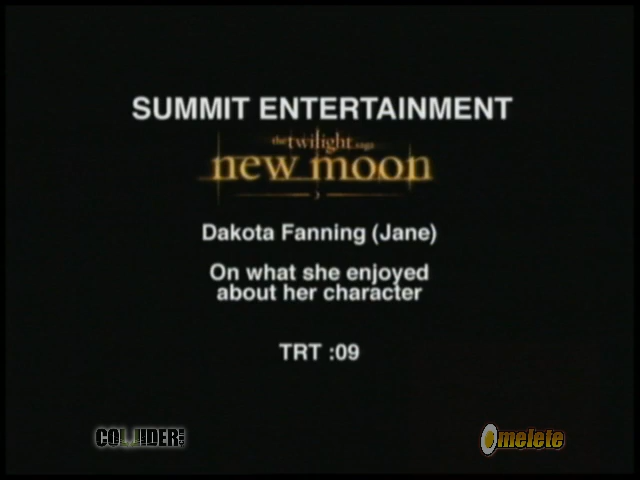 SUMMIT ENTERTAINMENT
the twilight saga
new moon
Dakota Fanning (Jane)
On what she enjoyed
about her character
TRT :09
COLLIDER
Omelete